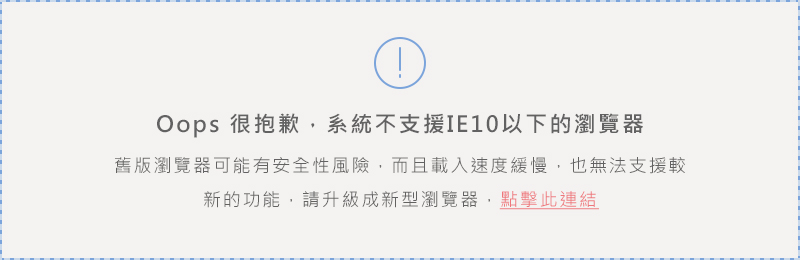 Oops 很抱歉，系統不支援IE10以下的瀏覽器
舊版瀏覽器可能有安全性風險，而且載入速度緩慢，也無法支援較
新的功能，請升級成新型瀏覽器，點擊此連結